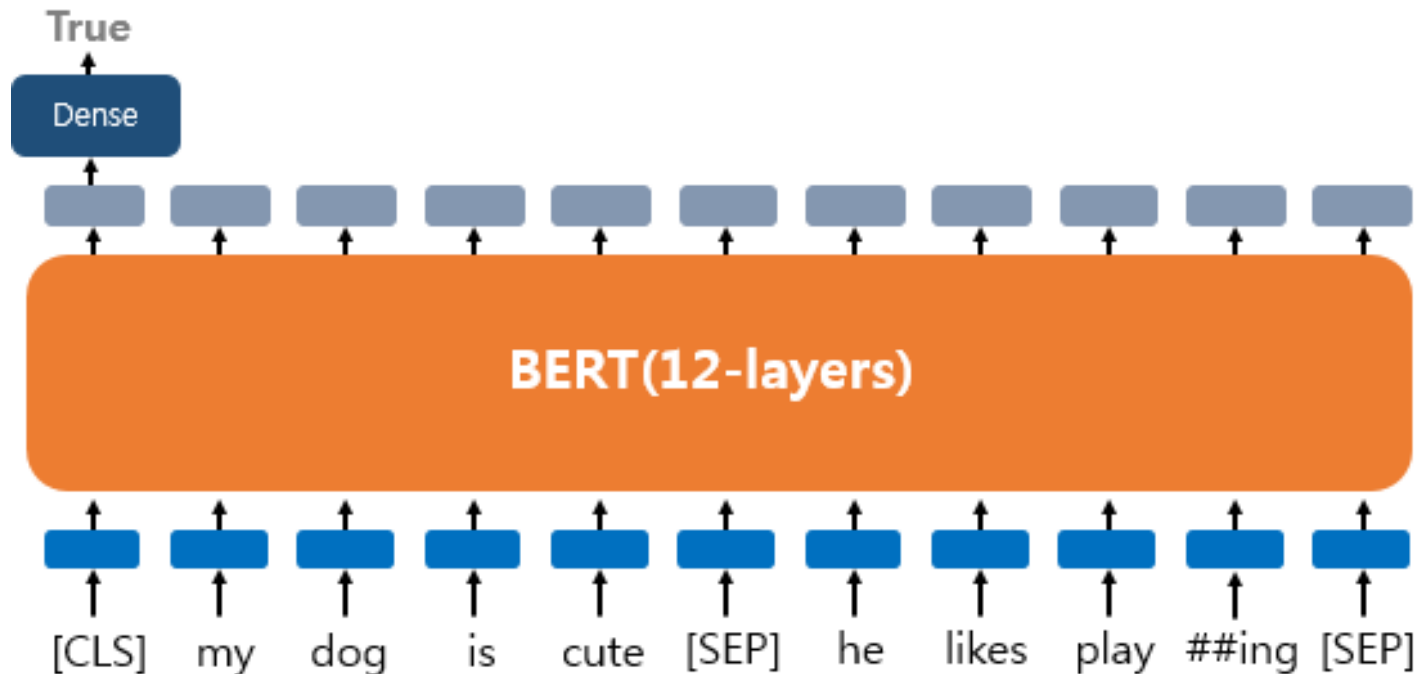 True
Dense
BERT(12-layers)
[CLS] my dog is cute [SEP] he likes play ##ing [SEP]